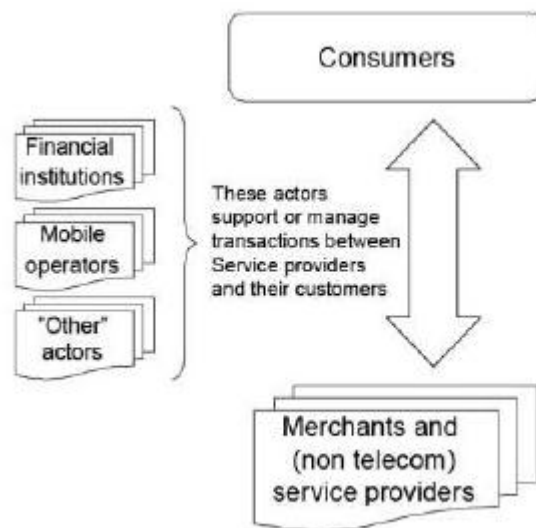 Consumers
Financial
institutions
Mobile
operators
"Other"
actors
These actors
support or manage
transactions between
Service providers
and their customers
Merchants and
(non telecom)
service providers